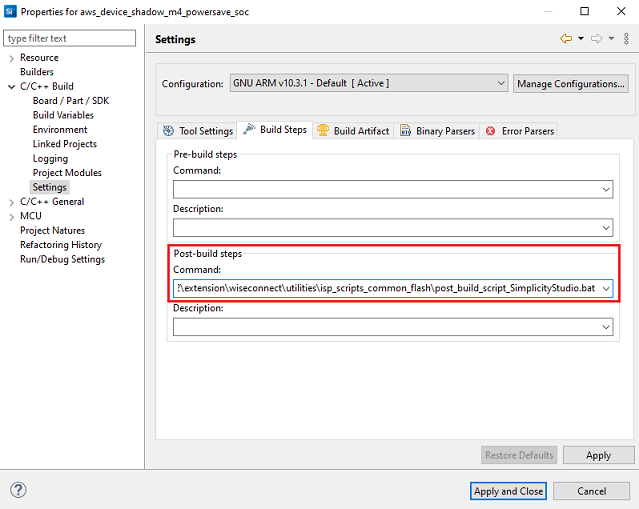 Si Properties for aws_device_shadow_m4_powersave_soc
type filter text
Resource
Builders
C/C++ Build
Board / Part / SDK
Build Variables
Environment
Linked Projects
Logging
Project Modules
Settings
C/C++ General
MCU
Project Natures
Refactoring History
Run/Debug Settings
Settings
Configuration: GNU ARM v10.3.1 - Default [ Active ] Manage Configurations...
Tool Settings Build Steps Build Artifact Binary Parsers Error Parsers
Pre-build steps
Command:
Description:
Post-build steps
Command:
!\extension\wiseconnect\utilities\isp_scripts_common_flash\post_build_script_SimplicityStudio.bat
Description:
Restore Defaults Apply
? Apply and Close Cancel